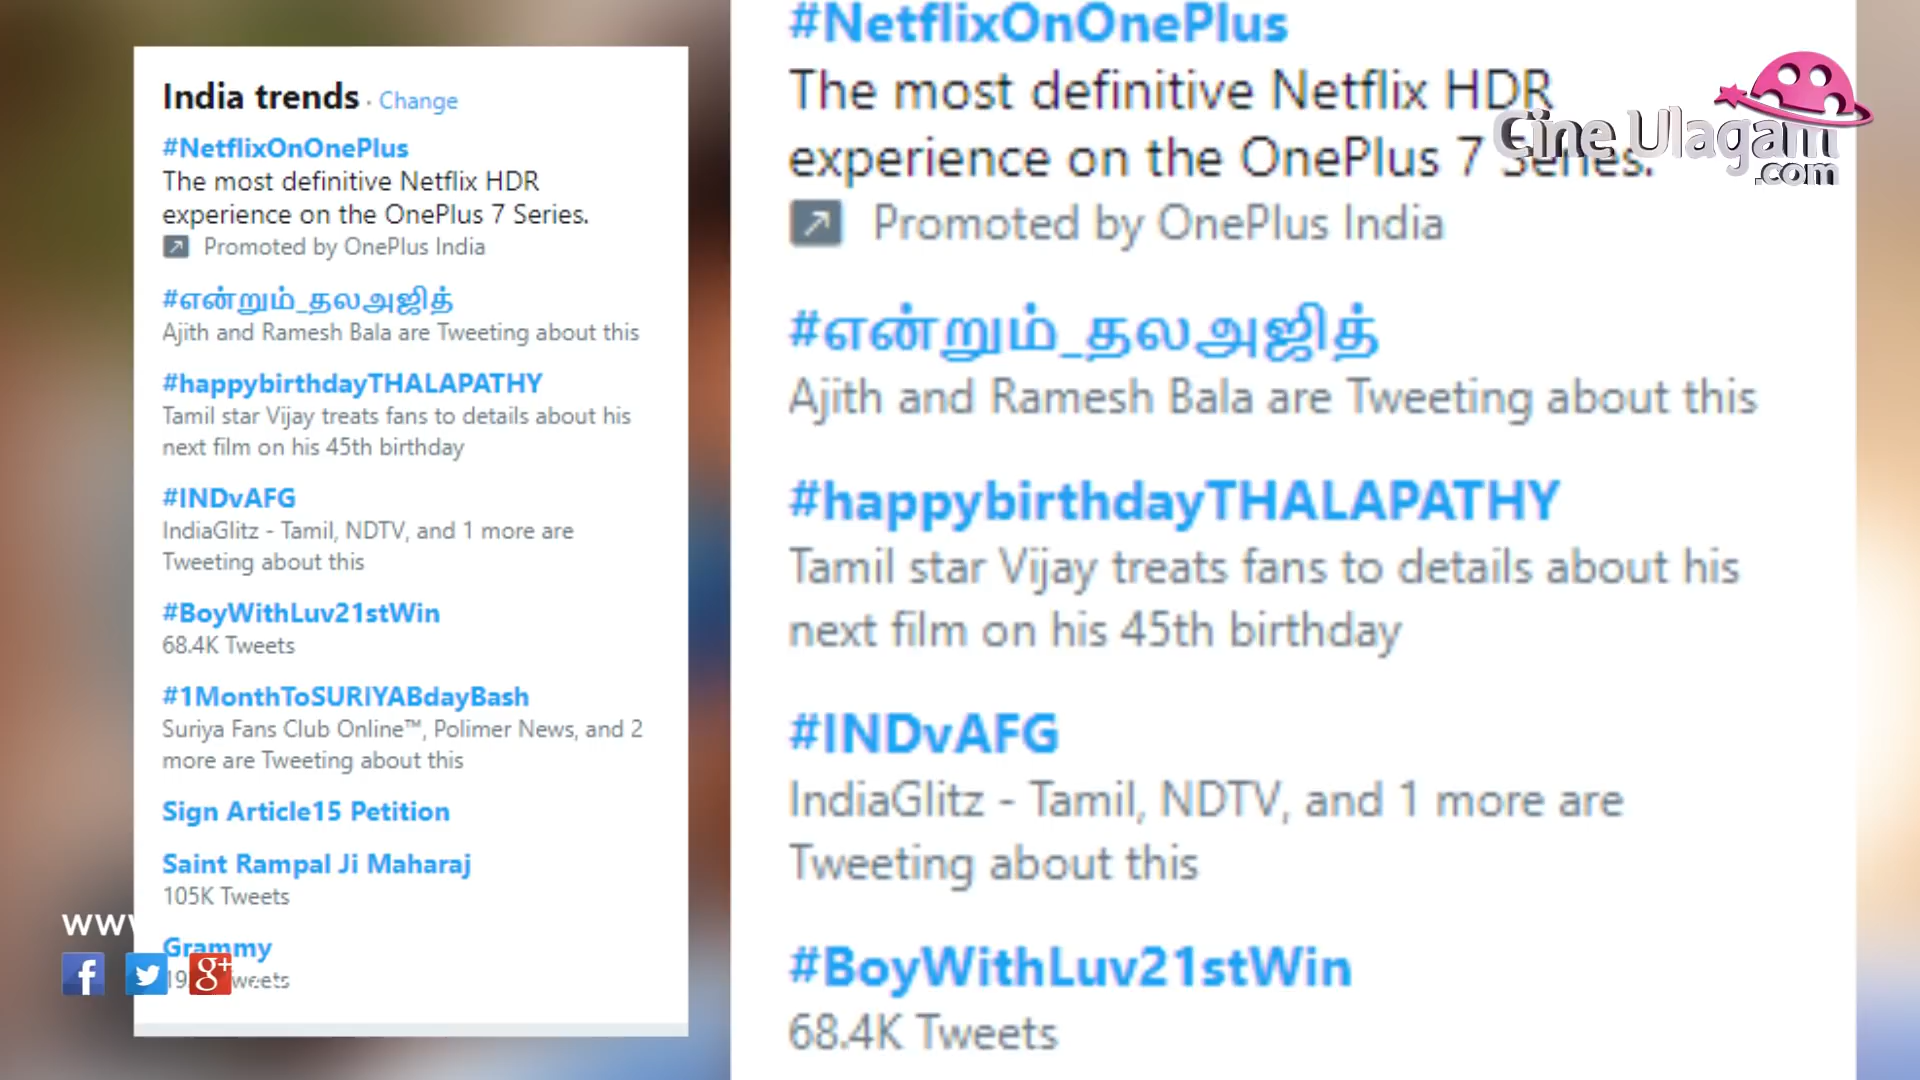 India trends · Change
#NetflixOnOnePlus
The most definitive Netflix HDR
experience on the OnePlus 7 Series.
Promoted by OnePlus India
#என்றும்_தலஅஜித்
Ajith and Ramesh Bala are Tweeting about this
#happybirthdayTHALAPATHY
Tamil star Vijay treats fans to details about his
next film on his 45th birthday
#INDvAFG
IndiaGlitz - Tamil, NDTV, and 1 more are
Tweeting about this
#BoyWithLuv21stWin
68.4K Tweets
#1MonthToSURIYABdayBash
Suriya Fans Club Online™, Polimer News, and 2
more are Tweeting about this
Sign Article15 Petition
Saint Rampal Ji Maharaj
105K Tweets
Grammy
#NetflixOnOnePlus
The most definitive Netflix HDR
experience on the OnePlus 7 Series.
Promoted by OnePlus India
#என்றும்_தலஅஜித்
Ajith and Ramesh Bala are Tweeting about this
#happybirthdayTHALAPATHY
Tamil star Vijay treats fans to details about his
next film on his 45th birthday
#INDvAFG
IndiaGlitz - Tamil, NDTV, and 1 more are
Tweeting about this
#BoyWithLuv21stWin
68.4K Tweets
Cine Ulagam
.com